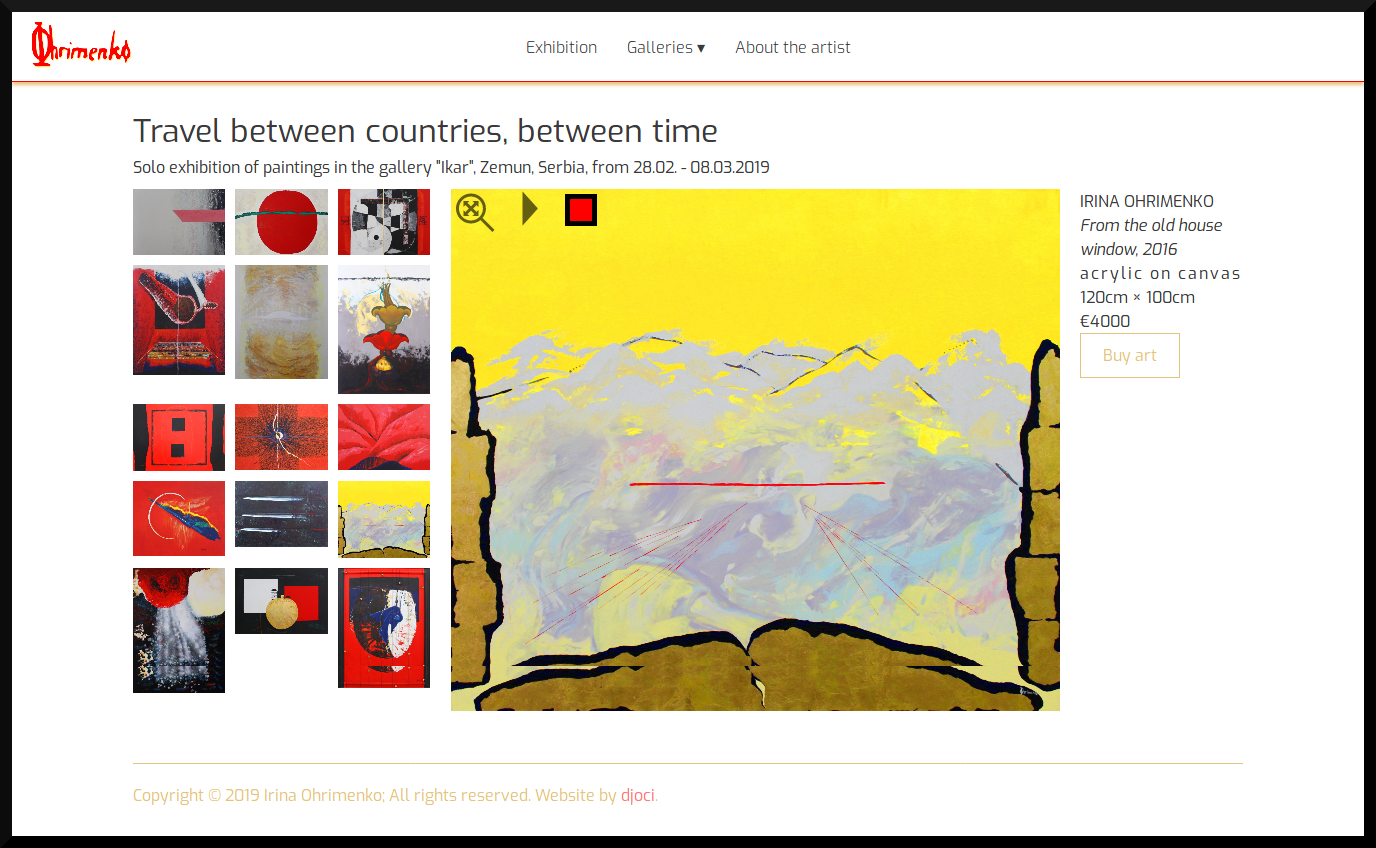 Ohrimenko
Exhibition
Galleries ▾
About the artist
Travel between countries, between time
Solo exhibition of paintings in the gallery "Ikar", Zemun, Serbia, from 28.02. - 08.03.2019
IRINA OHRIMENKO
From the old house
window, 2016
acrylic on canvas
120cm × 100cm
€4000
Buy art
Copyright © 2019 Irina Ohrimenko; All rights reserved. Website by djoci.